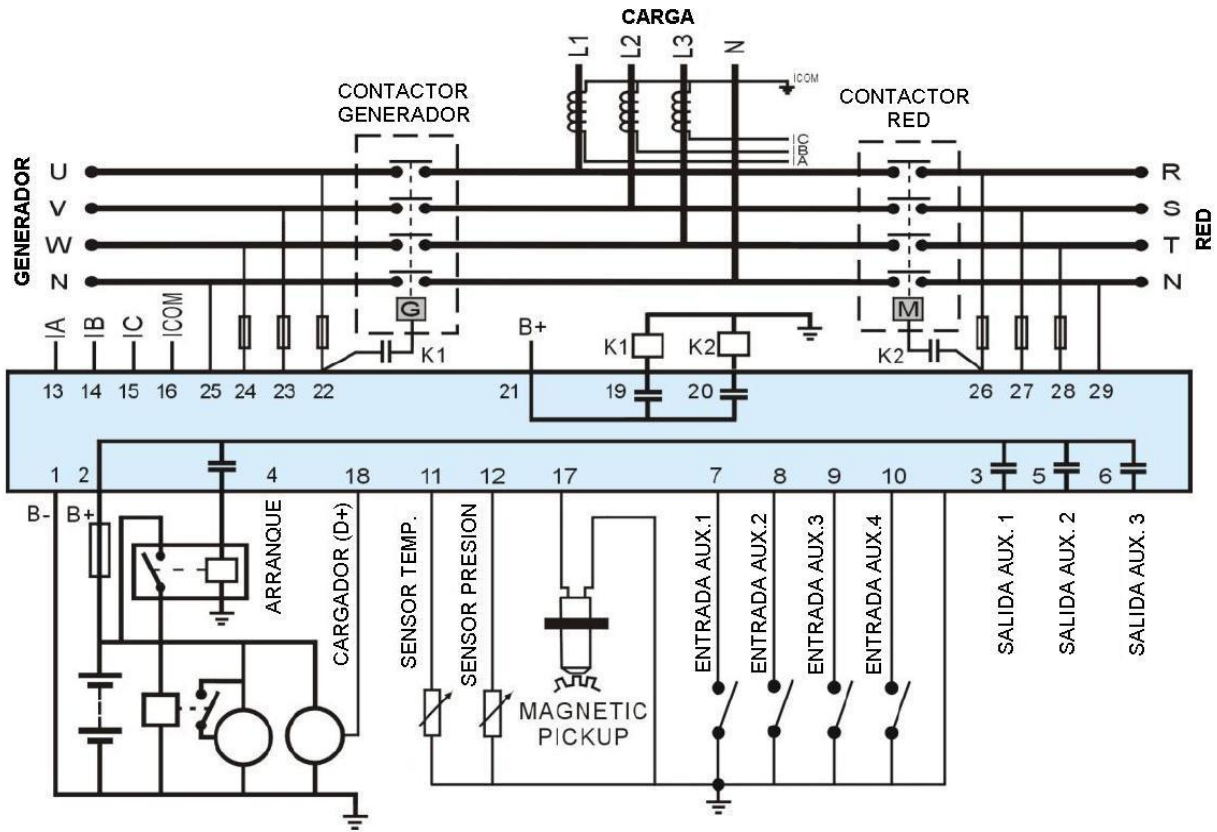 CARGA
L1 L2 L3 N
ICOM
CONTACTOR
GENERADOR
CONTACTOR
RED
IC
IB
IA
GENERADOR
U
V
W
N
R
S
T
N
RED
G
M
IA IB IC ICOM
K1
B+
K1 K2
K2
13 14 15 16 25 24 23 22 21 19 20 26 27 28 29
1 2 4 18 11 12 17 7 8 9 10 3 5 6
B- B+
ARRANQUE
CARGADOR (D+)
SENSOR TEMP.
SENSOR PRESION
MAGNETIC
PICKUP
ENTRADA AUX.1
ENTRADA AUX.2
ENTRADA AUX.3
ENTRADA AUX.4
SALIDA AUX. 1
SALIDA AUX. 2
SALIDA AUX. 3